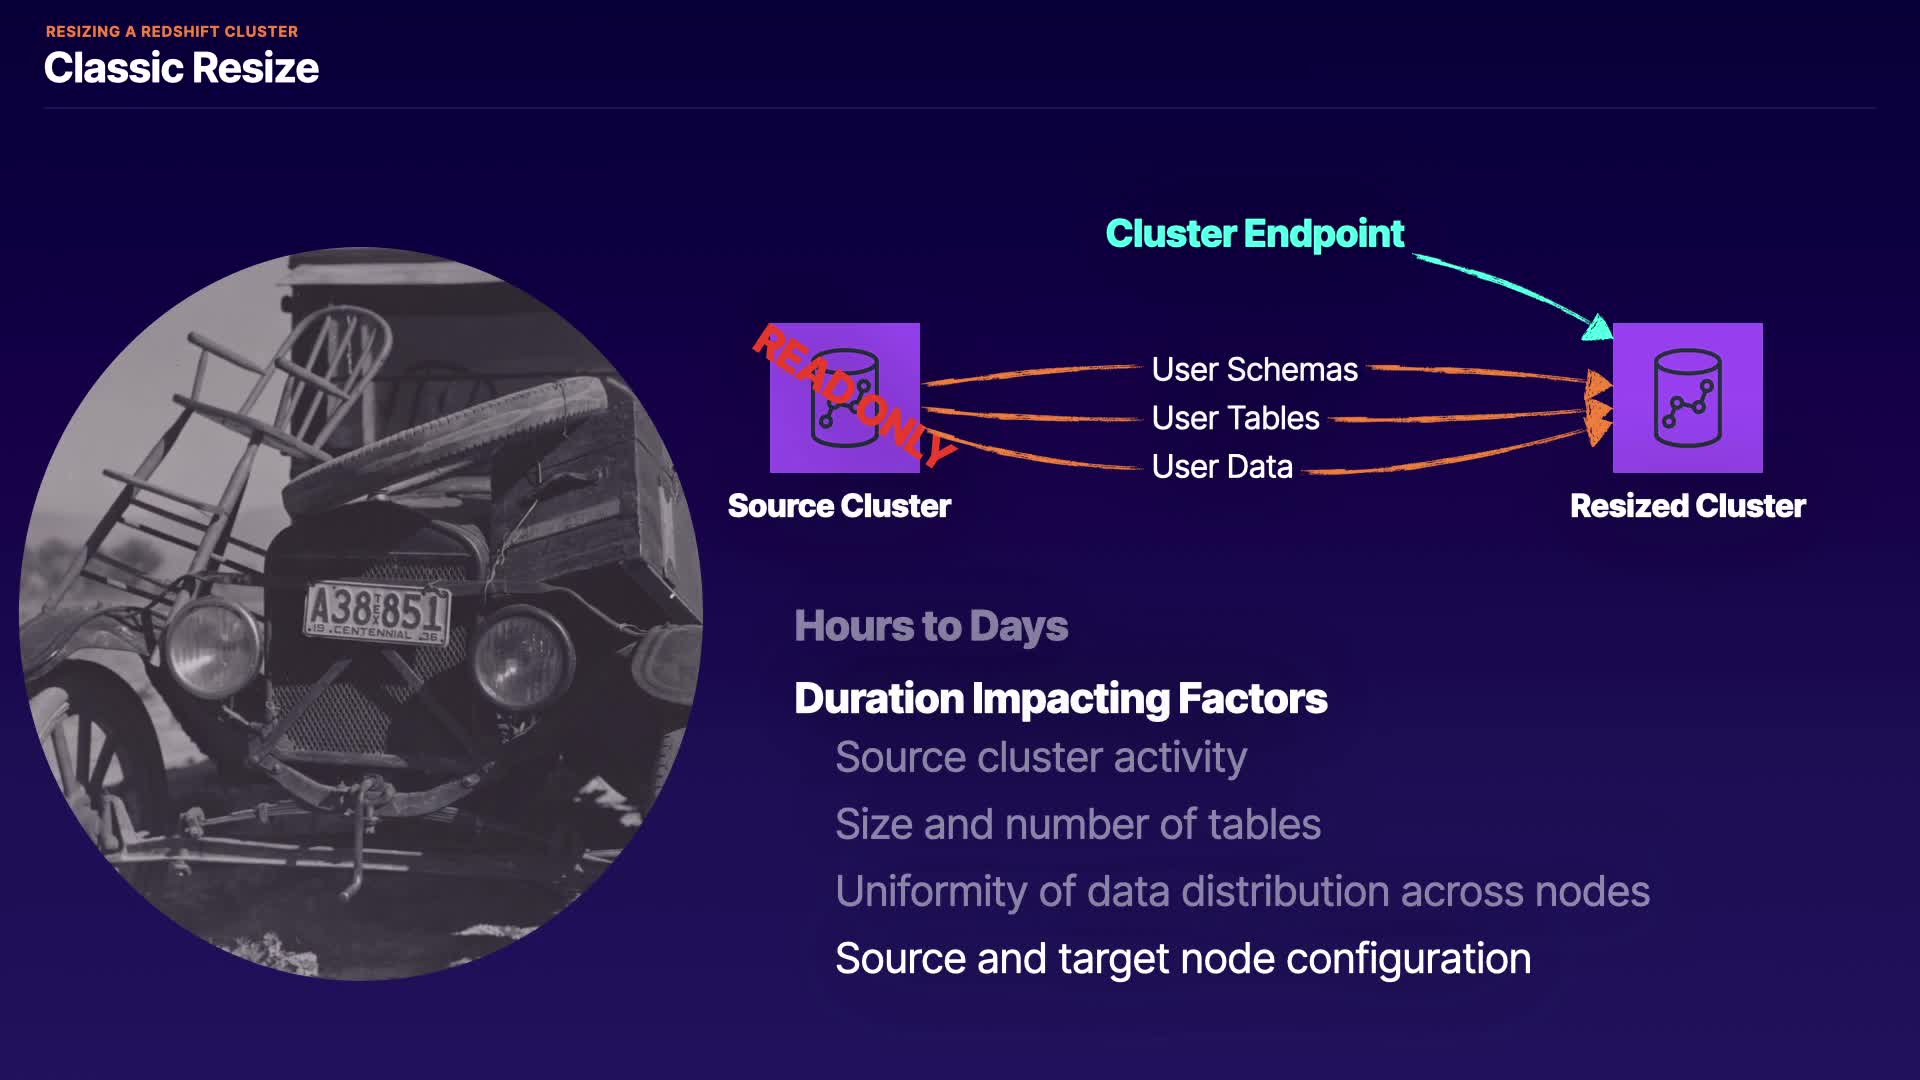 RESIZING A REDSHIFT CLUSTER
Classic Resize
Cluster Endpoint
READ ONLY
User Schemas
User Tables
User Data
Source Cluster
Resized Cluster
A38 TEX 851
19 CENTENNIAL 36
Hours to Days
Duration Impacting Factors
Source cluster activity
Size and number of tables
Uniformity of data distribution across nodes
Source and target node configuration